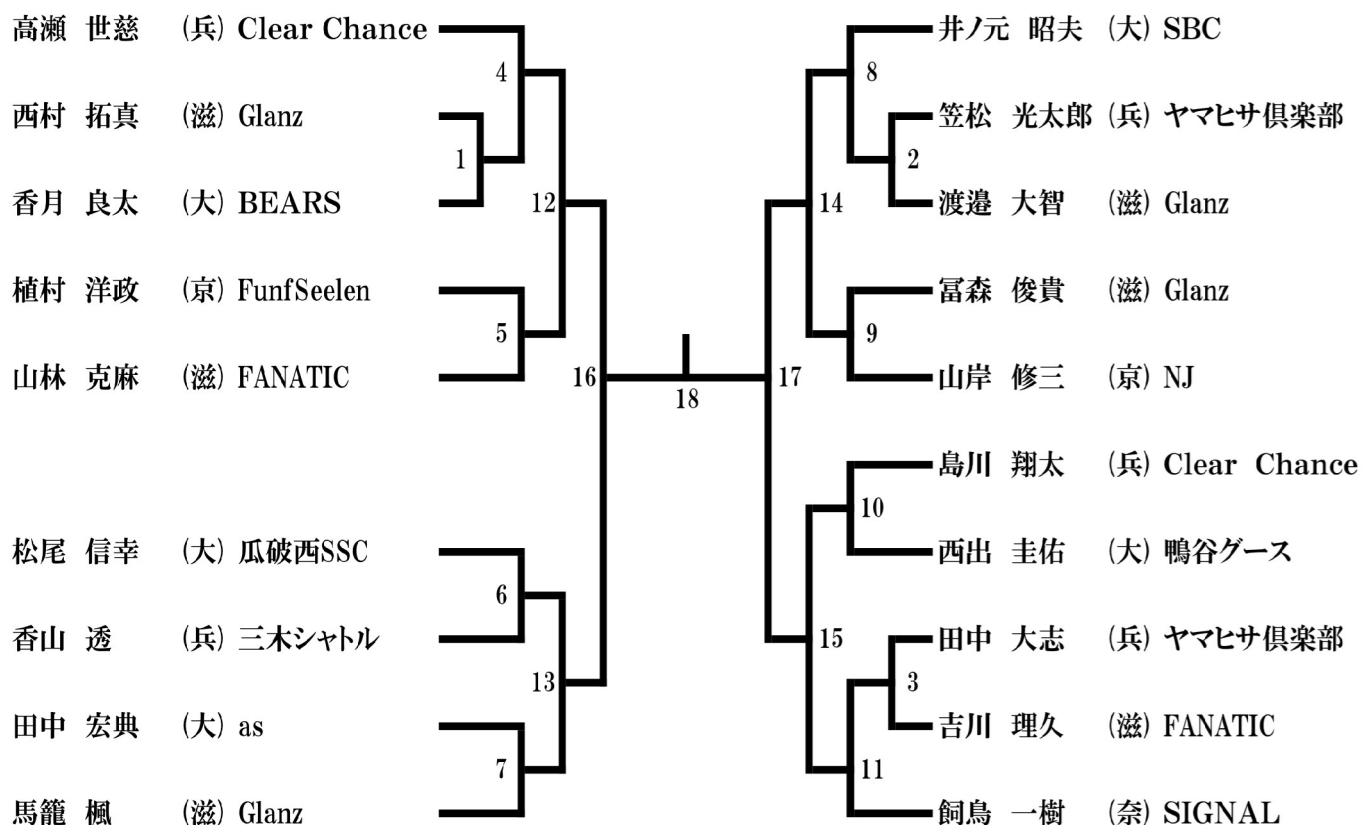 高瀬 世慈 (兵) Clear Chance
4
西村 拓真 (滋) Glanz
1
香月 良太 (大) BEARS
12
植村 洋政 (京) FunfSeelen
5
山林 克麻 (滋) FANATIC
16
松尾 信幸 (大) 瓜破西SSC
6
香山 透 (兵) 三木シャトル
13
田中 宏典 (大) as
7
馬籠 楓 (滋) Glanz
18
井ノ元 昭夫 (大) SBC
8
笠松 光太郎 (兵) ヤマヒサ倶楽部
2
渡邉 大智 (滋) Glanz
14
冨森 俊貴 (滋) Glanz
9
山岸 修三 (京) NJ
17
島川 翔太 (兵) Clear Chance
10
西出 圭佑 (大) 鴨谷グース
15
田中 大志 (兵) ヤマヒサ倶楽部
3
吉川 理久 (滋) FANATIC
11
飼鳥 一樹 (奈) SIGNAL